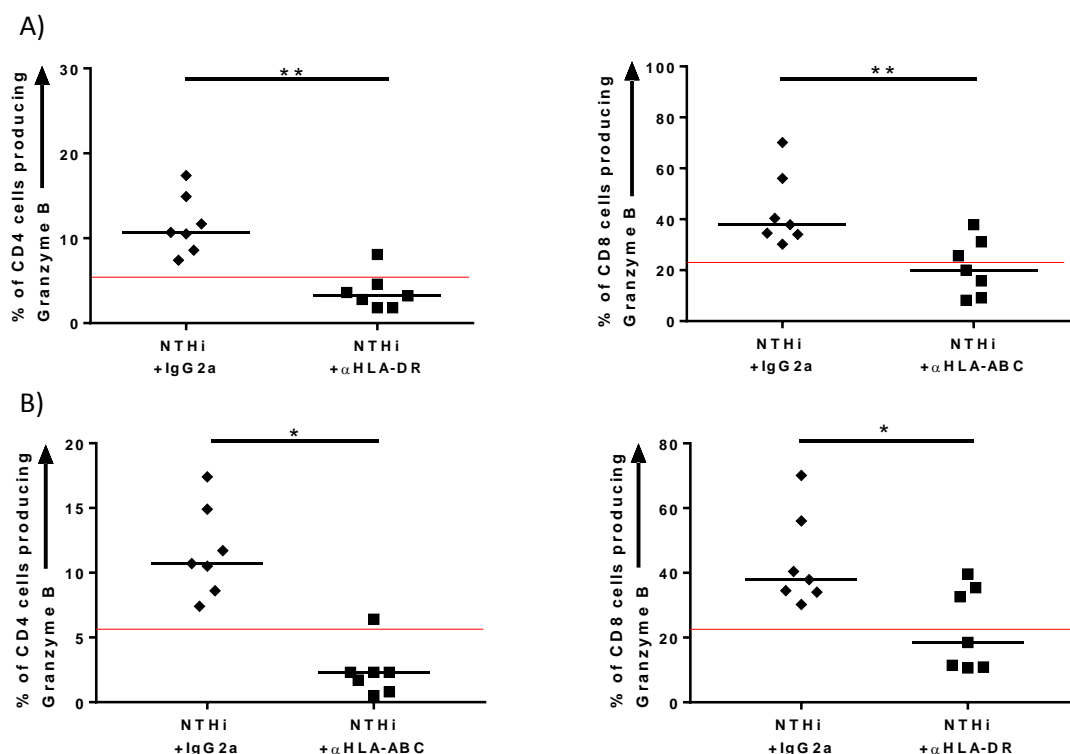 A)
% of CD4 cells producing
Granzyme B
30
20
10
0
**
NTHi
+IgG2a
NTHi
+αHLA-DR
% of CD8 cells producing
Granzyme B
100
80
60
40
20
0
**
NTHi
+IgG2a
NTHi
+αHLA-ABC
B)
% of CD4 cells producing
Granzyme B
20
15
10
5
0
*
NTHi
+IgG2a
NTHi
+αHLA-ABC
% of CD8 cells producing
Granzyme B
80
60
40
20
0
*
NTHi
+IgG2a
NTHi
+αHLA-DR